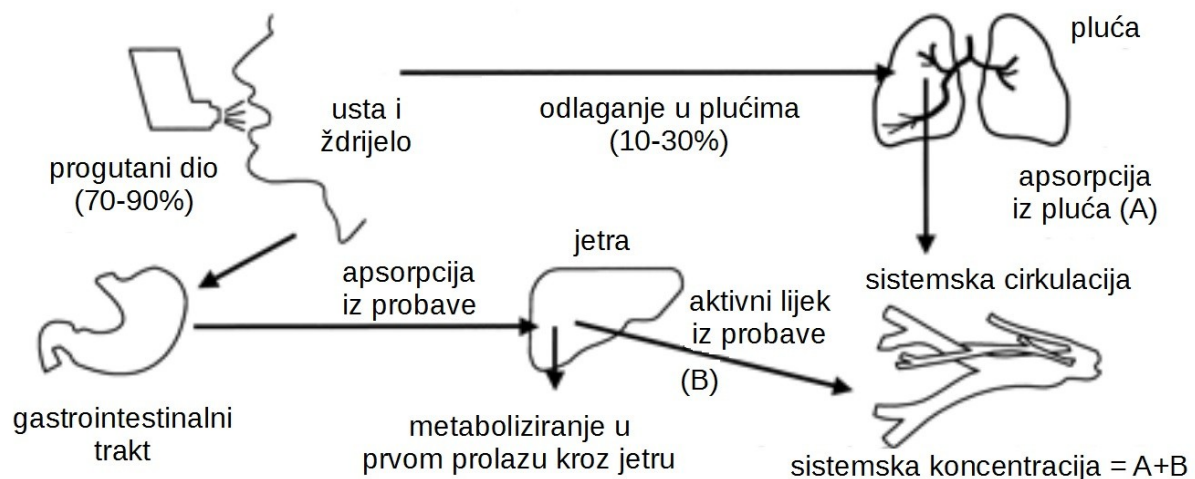 pluća
usta i
ždrijelo
odlaganje u plućima
(10-30%)
progutani dio
(70-90%)
apsorpcija
iz pluća (A)
jetra
apsorpcija
iz probave
sistemska cirkulacija
aktivni lijek
iz probave
(B)
gastrointestinalni
trakt
metaboliziranje u
prvom prolazu kroz jetru
sistemska koncentracija = A+B